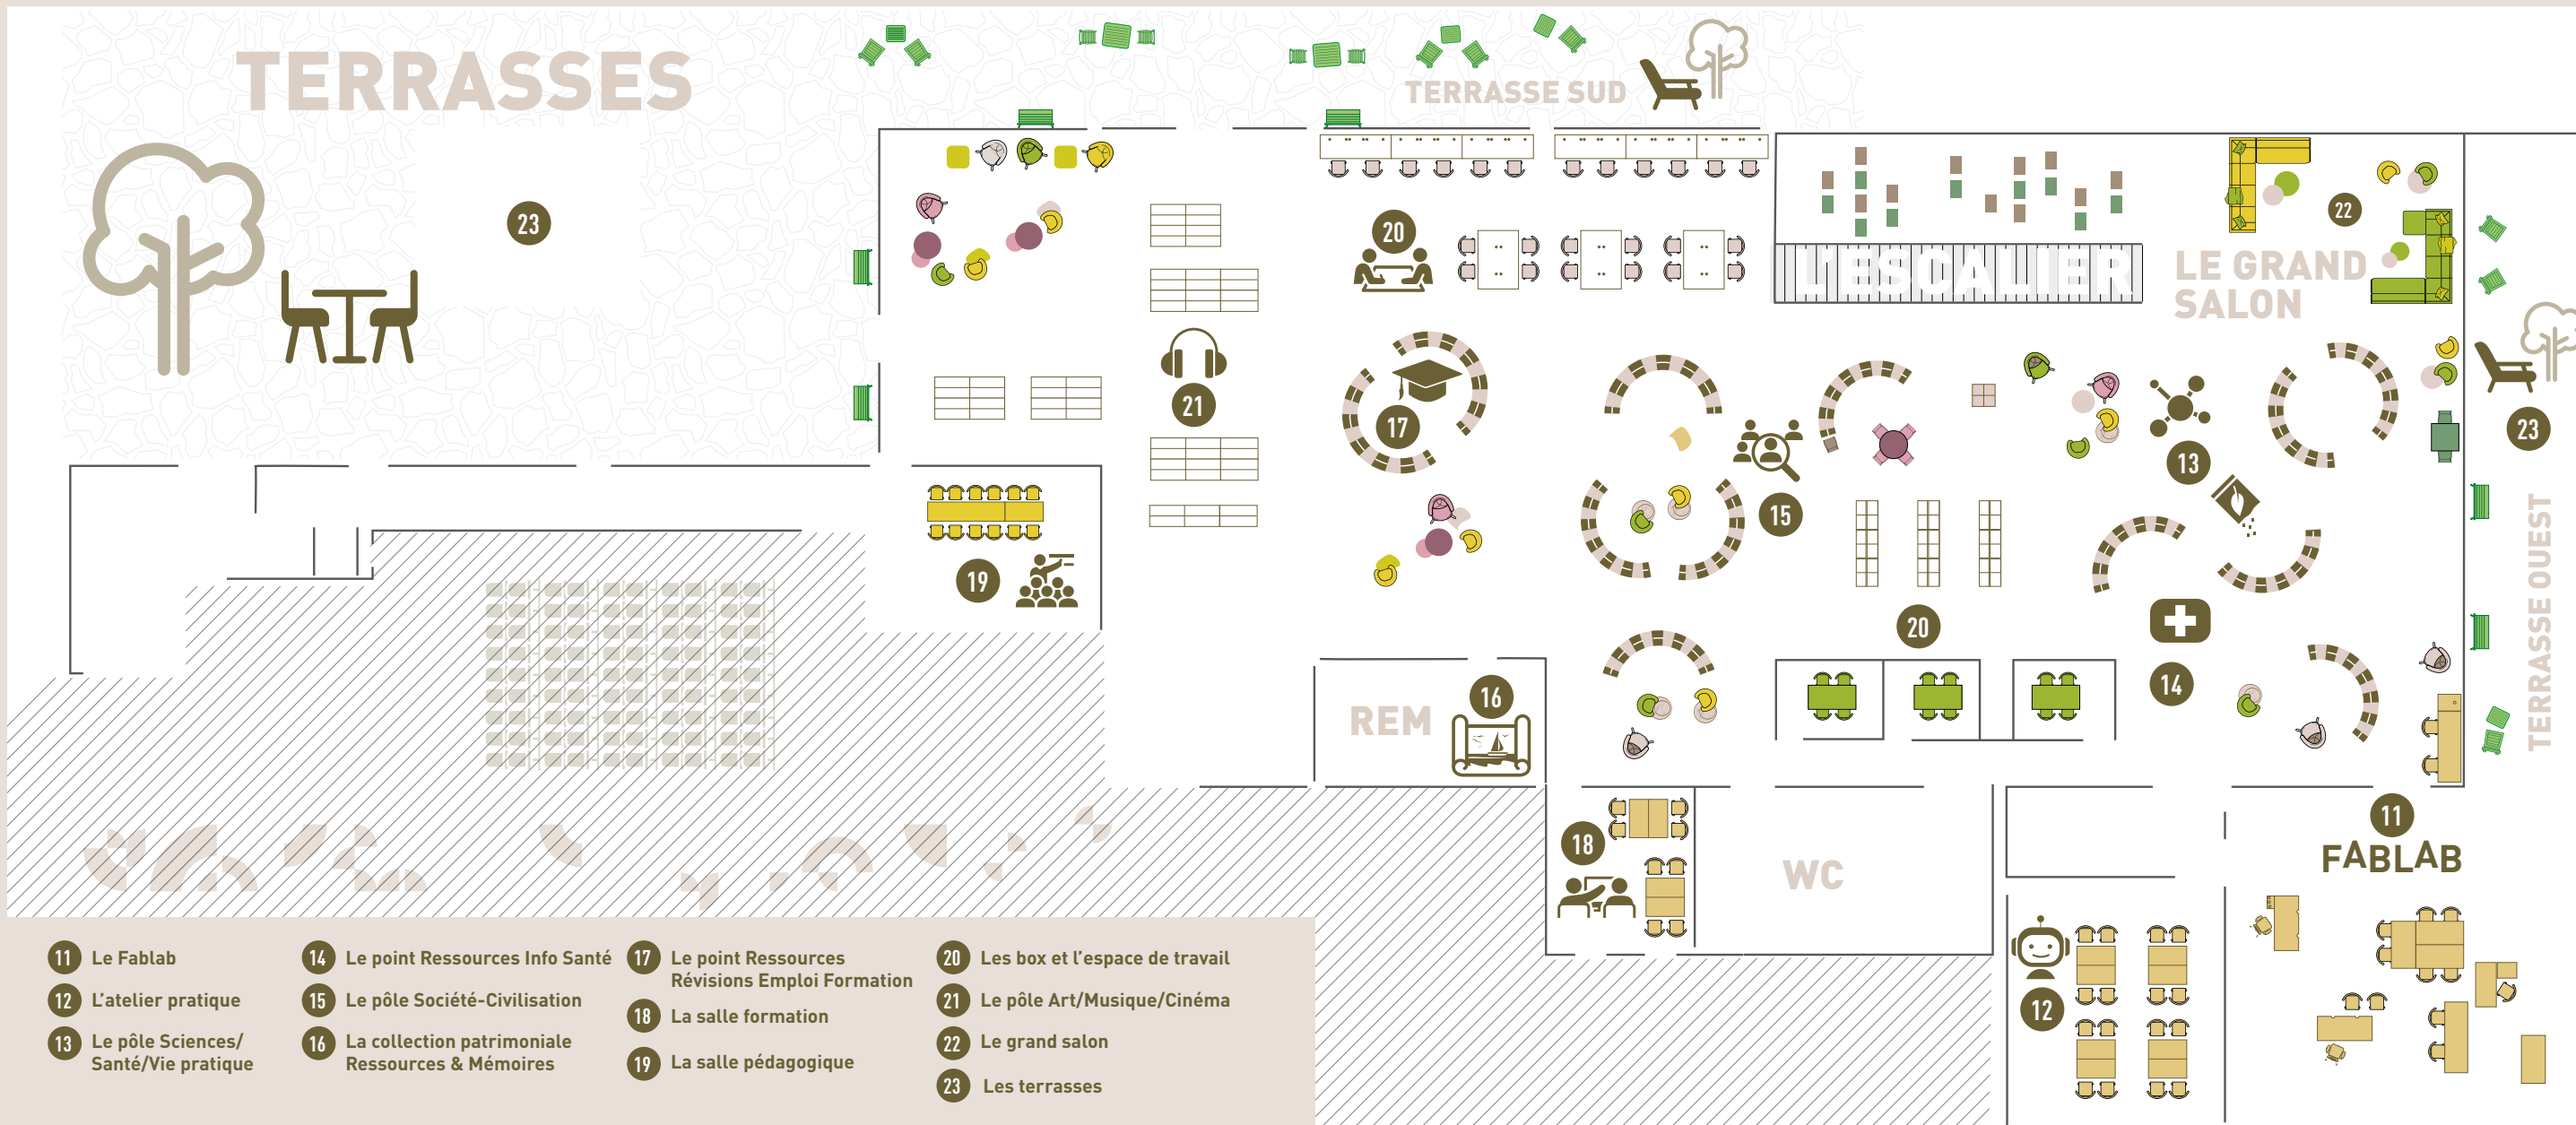 TERRASSES
TERRASSE SUD
23
20
22
L'ESCALIER
LE GRAND
SALON
21
17
13
23
15
19
20
14
TERRASSE OUEST
REM
16
11
FABLAB
18
WC
12
11 Le Fablab
12 L'atelier pratique
13 Le pôle Sciences/
Santé/Vie pratique
14 Le point Ressources Info Santé
15 Le pôle Société-Civilisation
16 La collection patrimoniale
Ressources & Mémoires
17 Le point Ressources
Révisions Emploi Formation
18 La salle formation
19 La salle pédagogique
20 Les box et l'espace de travail
21 Le pôle Art/Musique/Cinéma
22 Le grand salon
23 Les terrasses